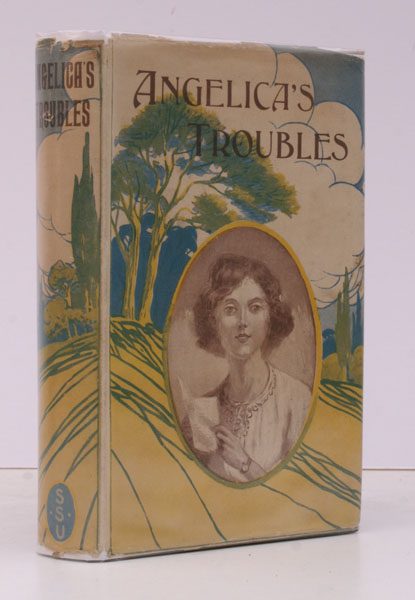 ANGELICA'S
TROUBLES
ANGELICA'S
TROUBLES
S
·S·
U